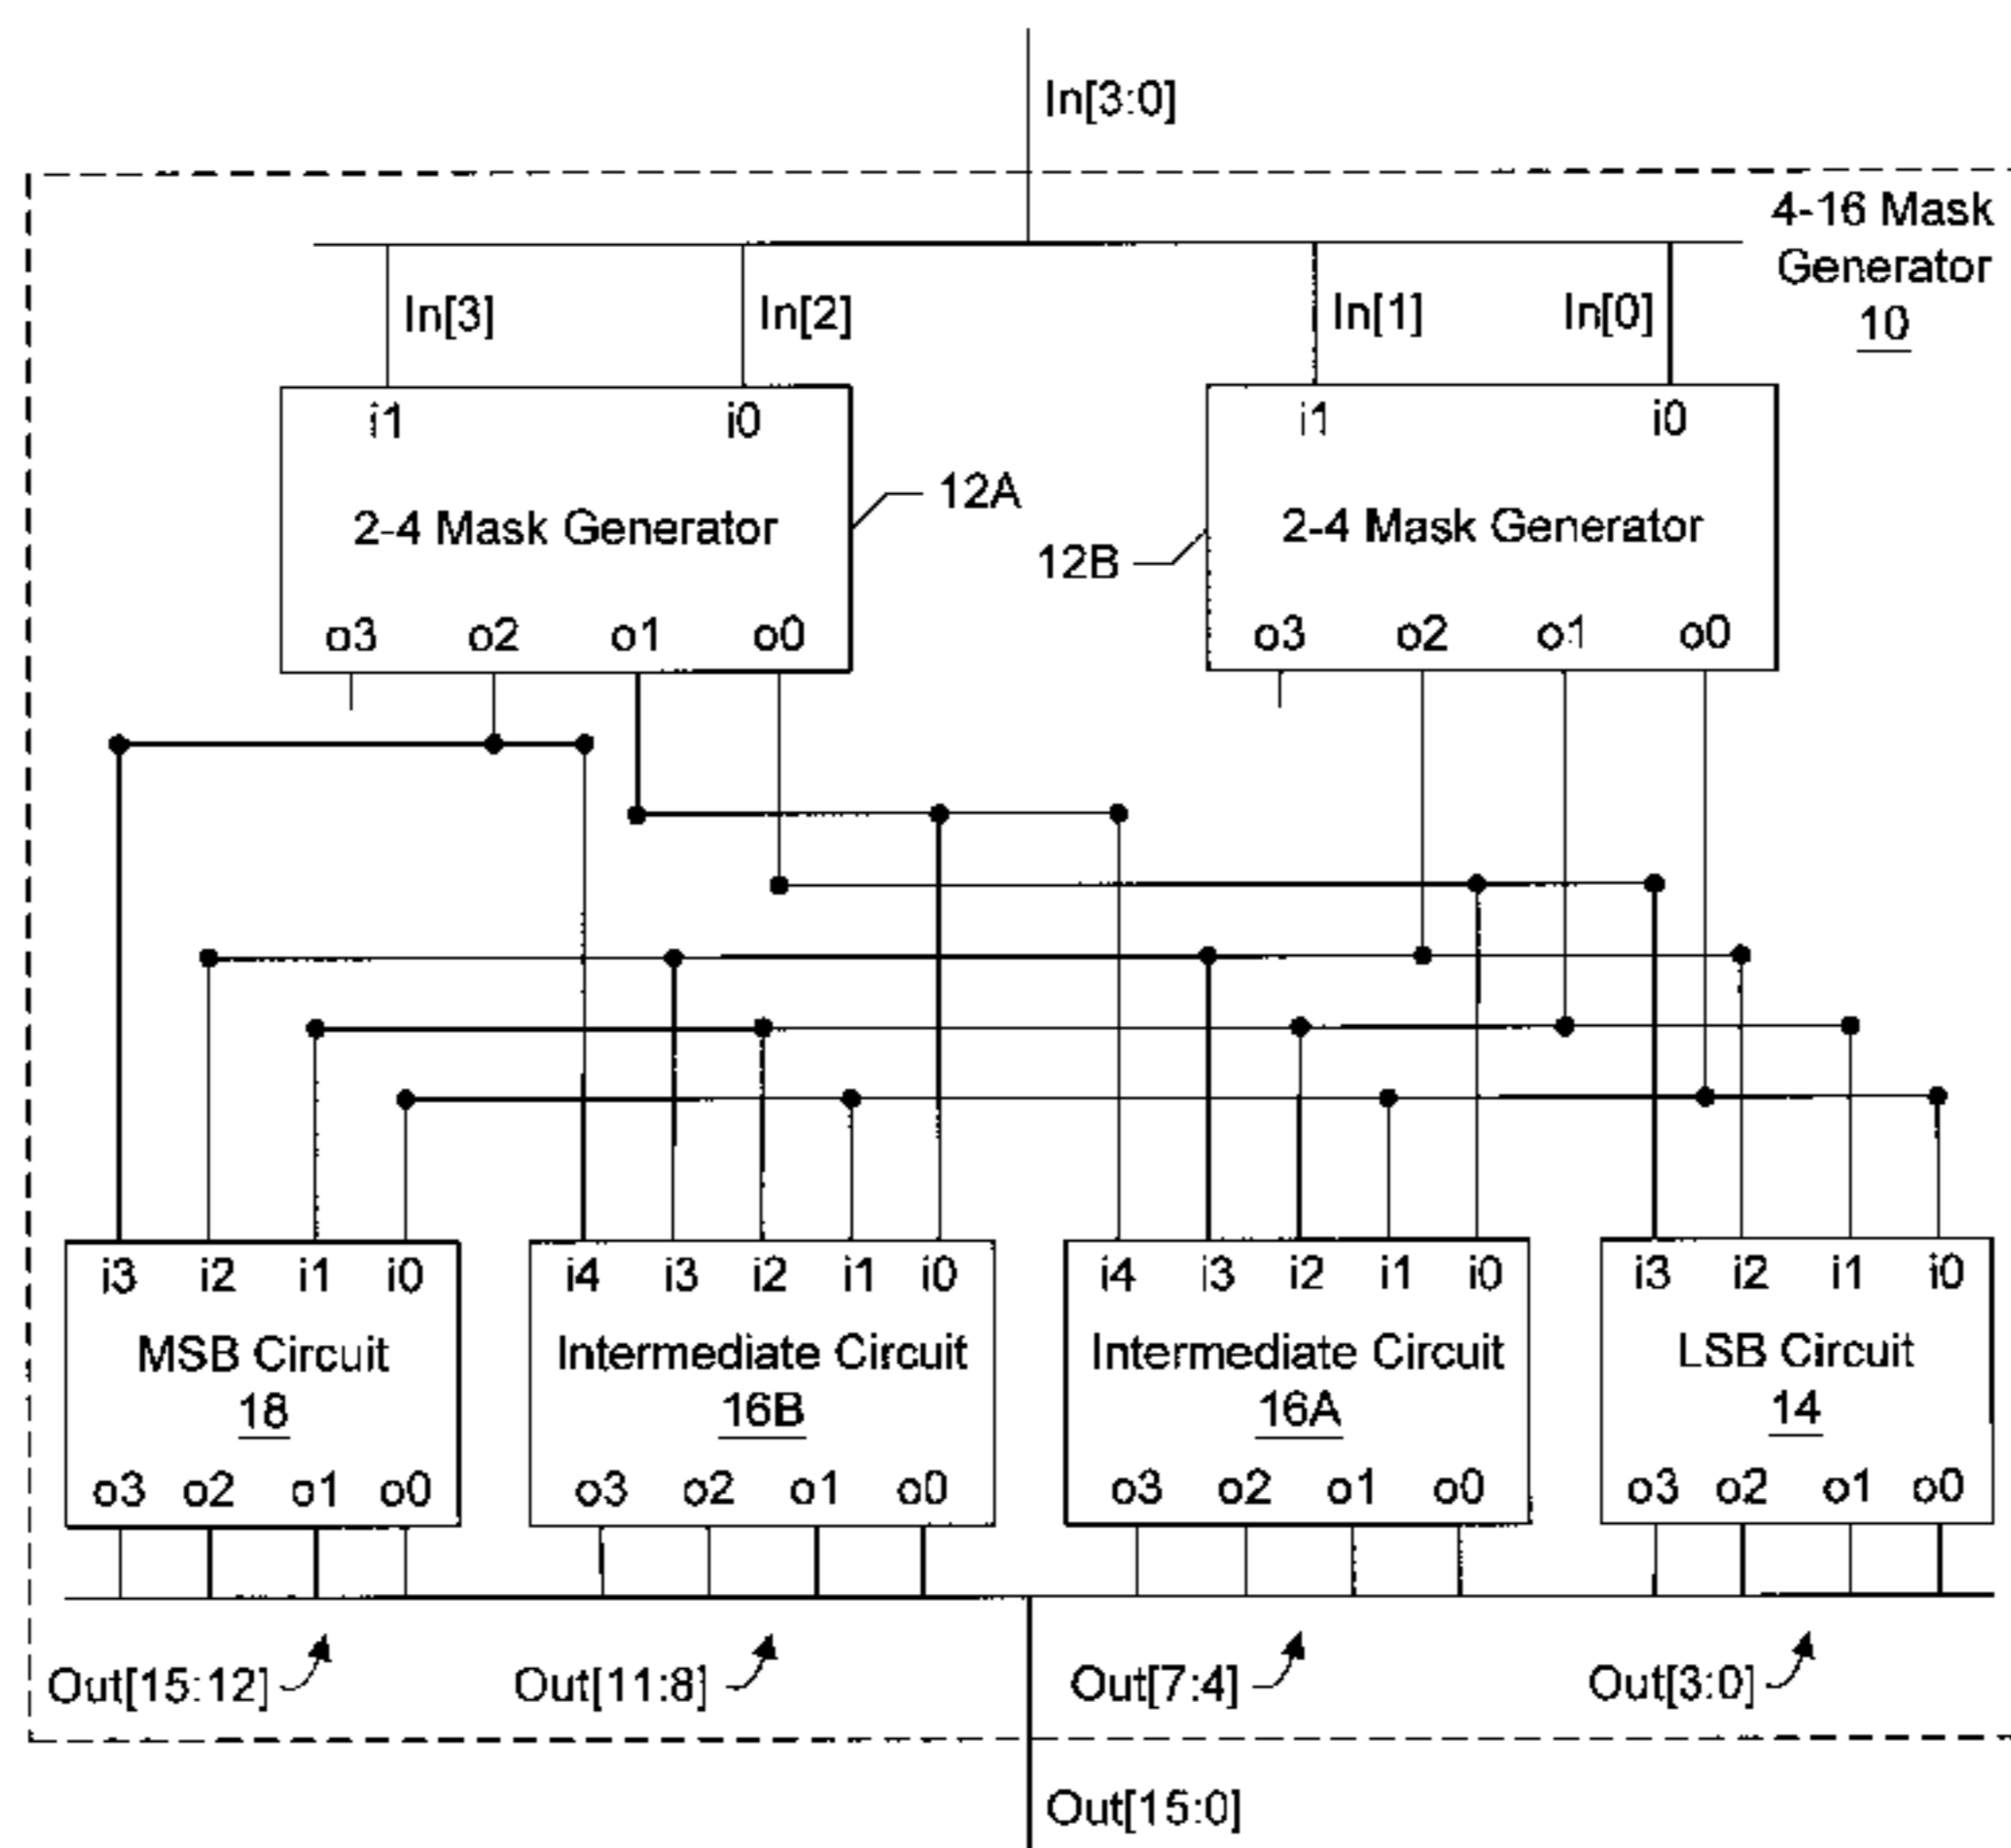 In[3:0]
4-16 Mask
Generator
10
In[3]
In[2]
In[1]
In[0]
i1 i0
2-4 Mask Generator
o3 o2 o1 o0
12A
i1 i0
2-4 Mask Generator
o3 o2 o1 o0
12B
i3 i2 i1 i0
MSB Circuit
18
o3 o2 o1 o0
i4 i3 i2 i1 i0
Intermediate Circuit
16B
o3 o2 o1 o0
i4 i3 i2 i1 i0
Intermediate Circuit
16A
o3 o2 o1 o0
i3 i2 i1 i0
LSB Circuit
14
o3 o2 o1 o0
Out[15:12]
Out[11:8]
Out[7:4]
Out[3:0]
Out[15:0]